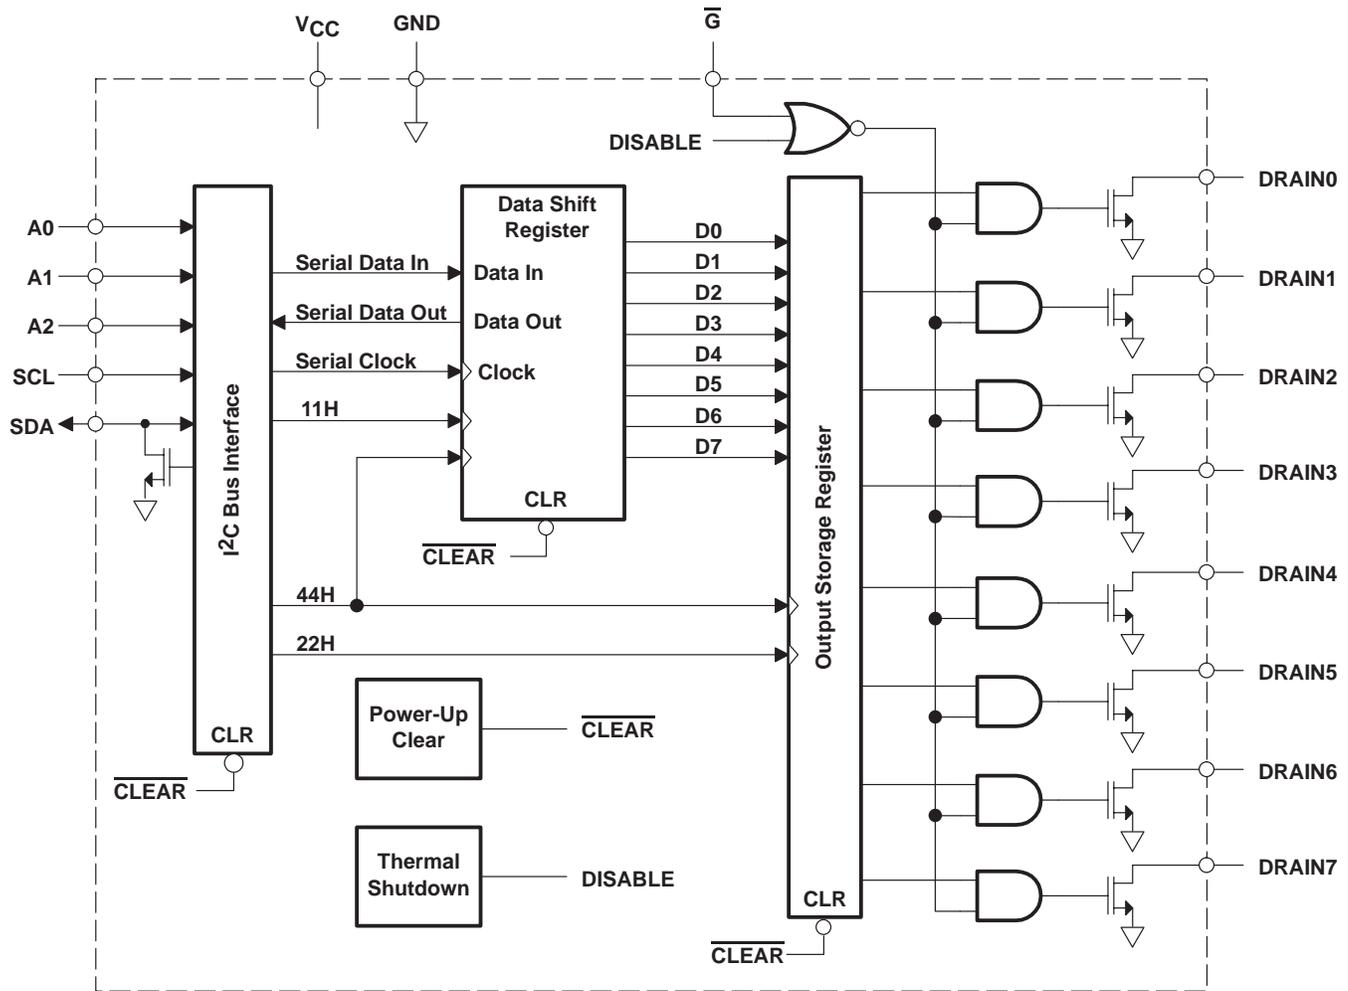 VCC
GND
G
DISABLE
A0
A1
A2
SCL
SDA
I2C Bus Interface
CLR
CLEAR
Serial Data In
Serial Data Out
Serial Clock
11H
44H
22H
Data Shift
Register
Data In
Data Out
Clock
CLR
CLEAR
D0
D1
D2
D3
D4
D5
D6
D7
Output Storage Register
CLR
CLEAR
Power-Up
Clear
CLEAR
Thermal
Shutdown
DISABLE
DRAIN0
DRAIN1
DRAIN2
DRAIN3
DRAIN4
DRAIN5
DRAIN6
DRAIN7